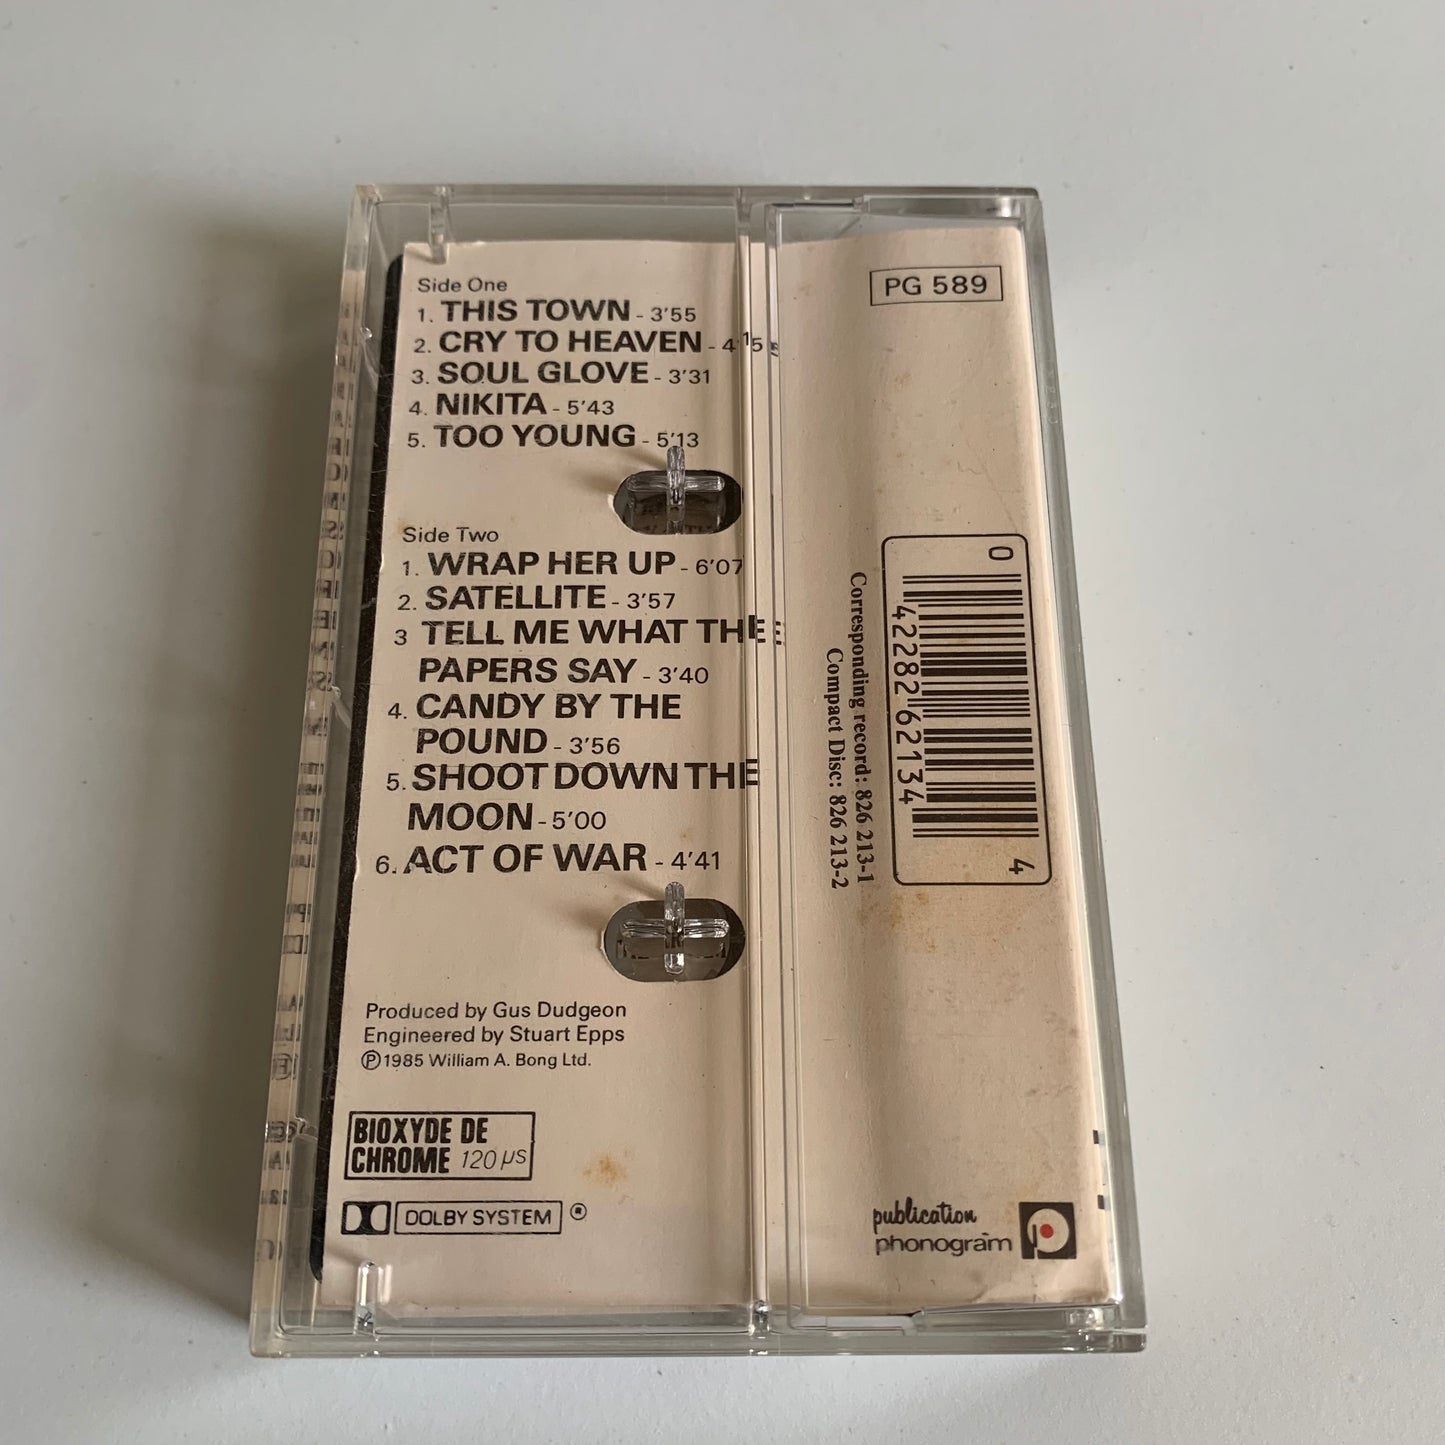 Side One
1. THIS TOWN - 3'55
2. CRY TO HEAVEN - 4'15
3. SOUL GLOVE - 3'31
4. NIKITA - 5'43
5. TOO YOUNG - 5'13
Side Two
1. WRAP HER UP - 6'07
2. SATELLITE - 3'57
3 TELL ME WHAT THE
PAPERS SAY - 3'40
4. CANDY BY THE
POUND - 3'56
5. SHOOT DOWN THE
MOON - 5'00
6. ACT OF WAR - 4'41
Produced by Gus Dudgeon
Engineered by Stuart Epps
℗ 1985 William A. Bong Ltd.
BIOXYDE DE
CHROME 120 µs
DOLBY SYSTEM ®
PG 589
Corresponding record: 826 213-1
Compact Disc: 826 213-2
0 42282 62134 4
publication
phonogram